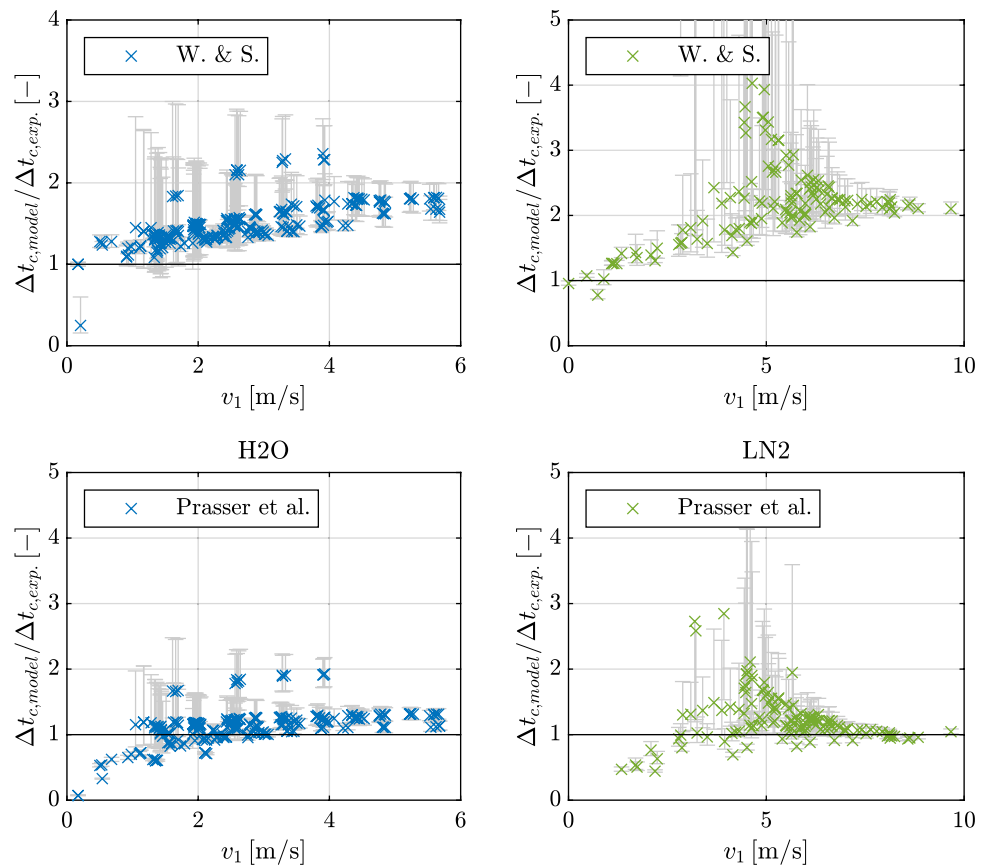 4
3
2
1
0
Δt_{c,model}/Δt_{c,exp.} [−]
W. & S.
0 2 4 6
v_1 [m/s]
5
4
3
2
1
0
Δt_{c,model}/Δt_{c,exp.} [−]
W. & S.
0 5 10
v_1 [m/s]
H2O
5
4
3
2
1
0
Δt_{c,model}/Δt_{c,exp.} [−]
Prasser et al.
0 2 4 6
v_1 [m/s]
LN2
5
4
3
2
1
0
Δt_{c,model}/Δt_{c,exp.} [−]
Prasser et al.
0 5 10
v_1 [m/s]